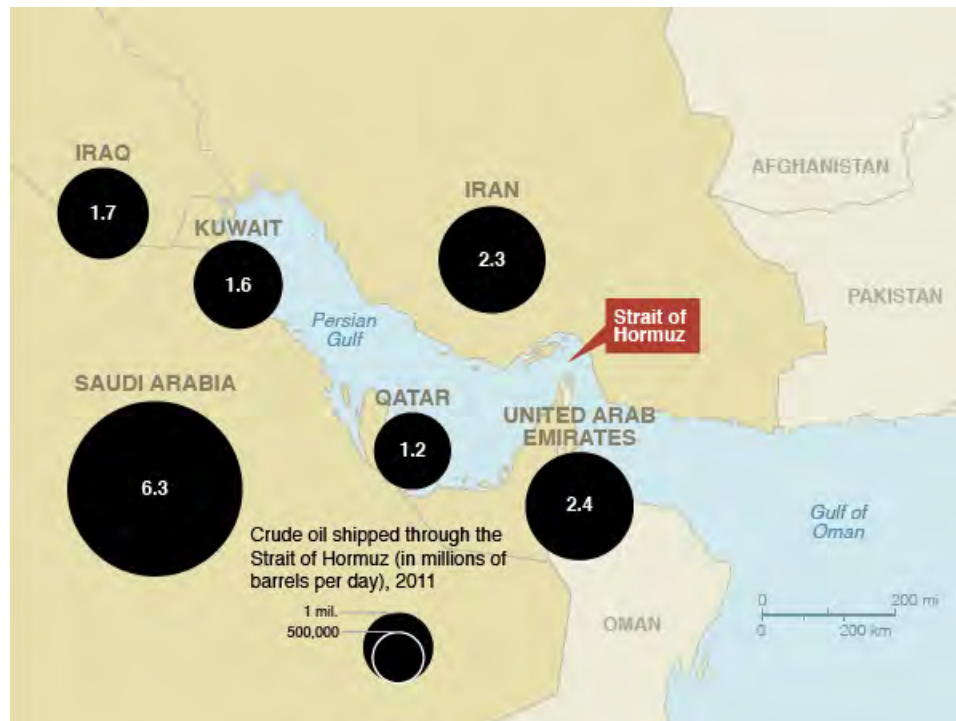 IRAQ
1.7
KUWAIT
1.6
IRAN
2.3
AFGHANISTAN
PAKISTAN
Persian
Gulf
Strait of
Hormuz
SAUDI ARABIA
6.3
QATAR
1.2
UNITED ARAB
EMIRATES
2.4
Gulf of
Oman
Crude oil shipped through the
Strait of Hormuz (in millions of
barrels per day), 2011
1 mil.
500,000
OMAN
0 200 mi
0 200 km